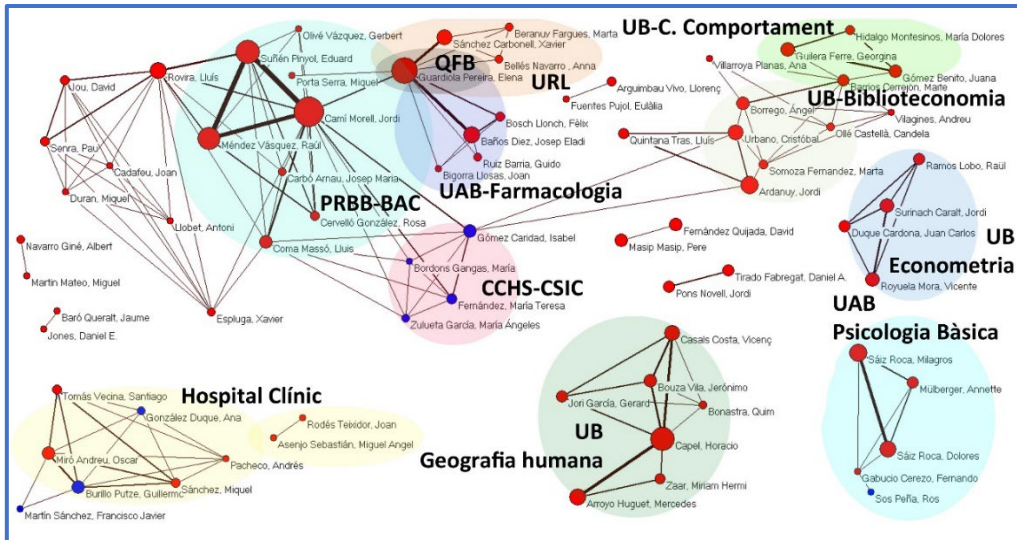 Olivé Vázquez, Gerbert
Beranuy Fargues, Marta
UB-C. Comportament
Hidalgo Montesinos, María Dolores
Suñén Pinyol, Eduard
Sánchez Carbonell, Xavier
Guilera Ferre, Georgina
Rovira, Lluís
QFB
Bellés Navarro, Anna
Villarroya Planas, Ana
Jou, David
Porta Serra, Miquel
Guardiola Pereira, Elena
URL
Gómez Benito, Juana
Barrios Cerrejón, Maite
Arguimbau Vivo, Llorenç
Fuentes Pujol, Eulàlia
UB-Biblioteconomia
Borrego, Ángel
Vilagines, Andreu
Carní Morell, Jordi
Bosch Llonch, Fèlix
Méndez Vásquez, Raúl
Baños Diez, Josep Eladi
Quintana Tras, Lluís
Urbano, Cristóbal
Ollé Castellà, Candela
Senra, Pau
Cadafeu, Joan
Ruiz Barria, Guido
Somoza Fernandez, Marta
Ramos Lobo, Raül
Carbó Arnau, Josep Maria
Bigorra Llosas, Joan
Duran, Miquel
PRBB-BAC
UAB-Farmacologia
Ardanuy, Jordi
Llobet, Antoni
Cervelló González, Rosa
Surinach Caralt, Jordi
Gómez Caridad, Isabel
Fernández Quijada, David
Duque Cardona, Juan Carlos
Navarro Giné, Albert
Coma Massó, Lluis
Masip Masip, Pere
UB
Econometria
Bordons Gangas, María
Martin Mateo, Miguel
CCHS-CSIC
Tirado Fabregat, Daniel A.
Royuela Mora, Vicente
Fernández, María Teresa
Pons Novell, Jordi
Baró Queralt, Jaume
Espluga, Xavier
Zulueta García, María Ángeles
UAB
Psicologia Bàsica
Jones, Daniel E.
Casals Costa, Vicenç
Sáiz Roca, Milagros
Hospital Clínic
Tomás Vecina, Santiago
Bouza Vila, Jerónimo
Mülberger, Annette
González Duque, Ana
Jori García, Gerard
Bonastra, Quim
Rodés Teixidor, Joan
UB
Geografia humana
Asenjo Sebastián, Miguel Angel
Capel, Horacio
Miró Andreu, Oscar
Sáiz Roca, Dolores
Pacheco, Andrés
Gabucio Cerezo, Fernando
Burillo Putze, Guillermc
Sánchez, Miquel
Zaar, Miriam Hermi
Sos Peña, Ros
Arroyo Huguet, Mercedes
Martín Sánchez, Francisco Javier